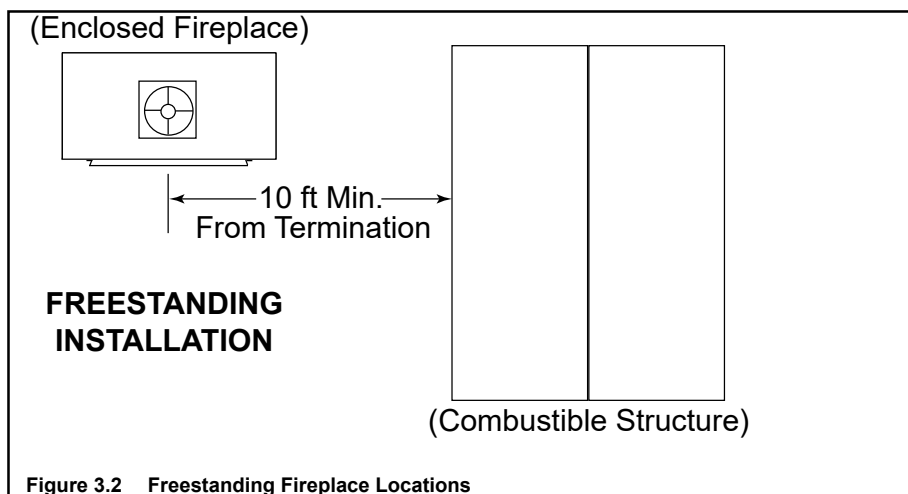 (Enclosed Fireplace)
10 ft Min.
From Termination
FREESTANDING
INSTALLATION
(Combustible Structure)
Figure 3.2 Freestanding Fireplace Locations